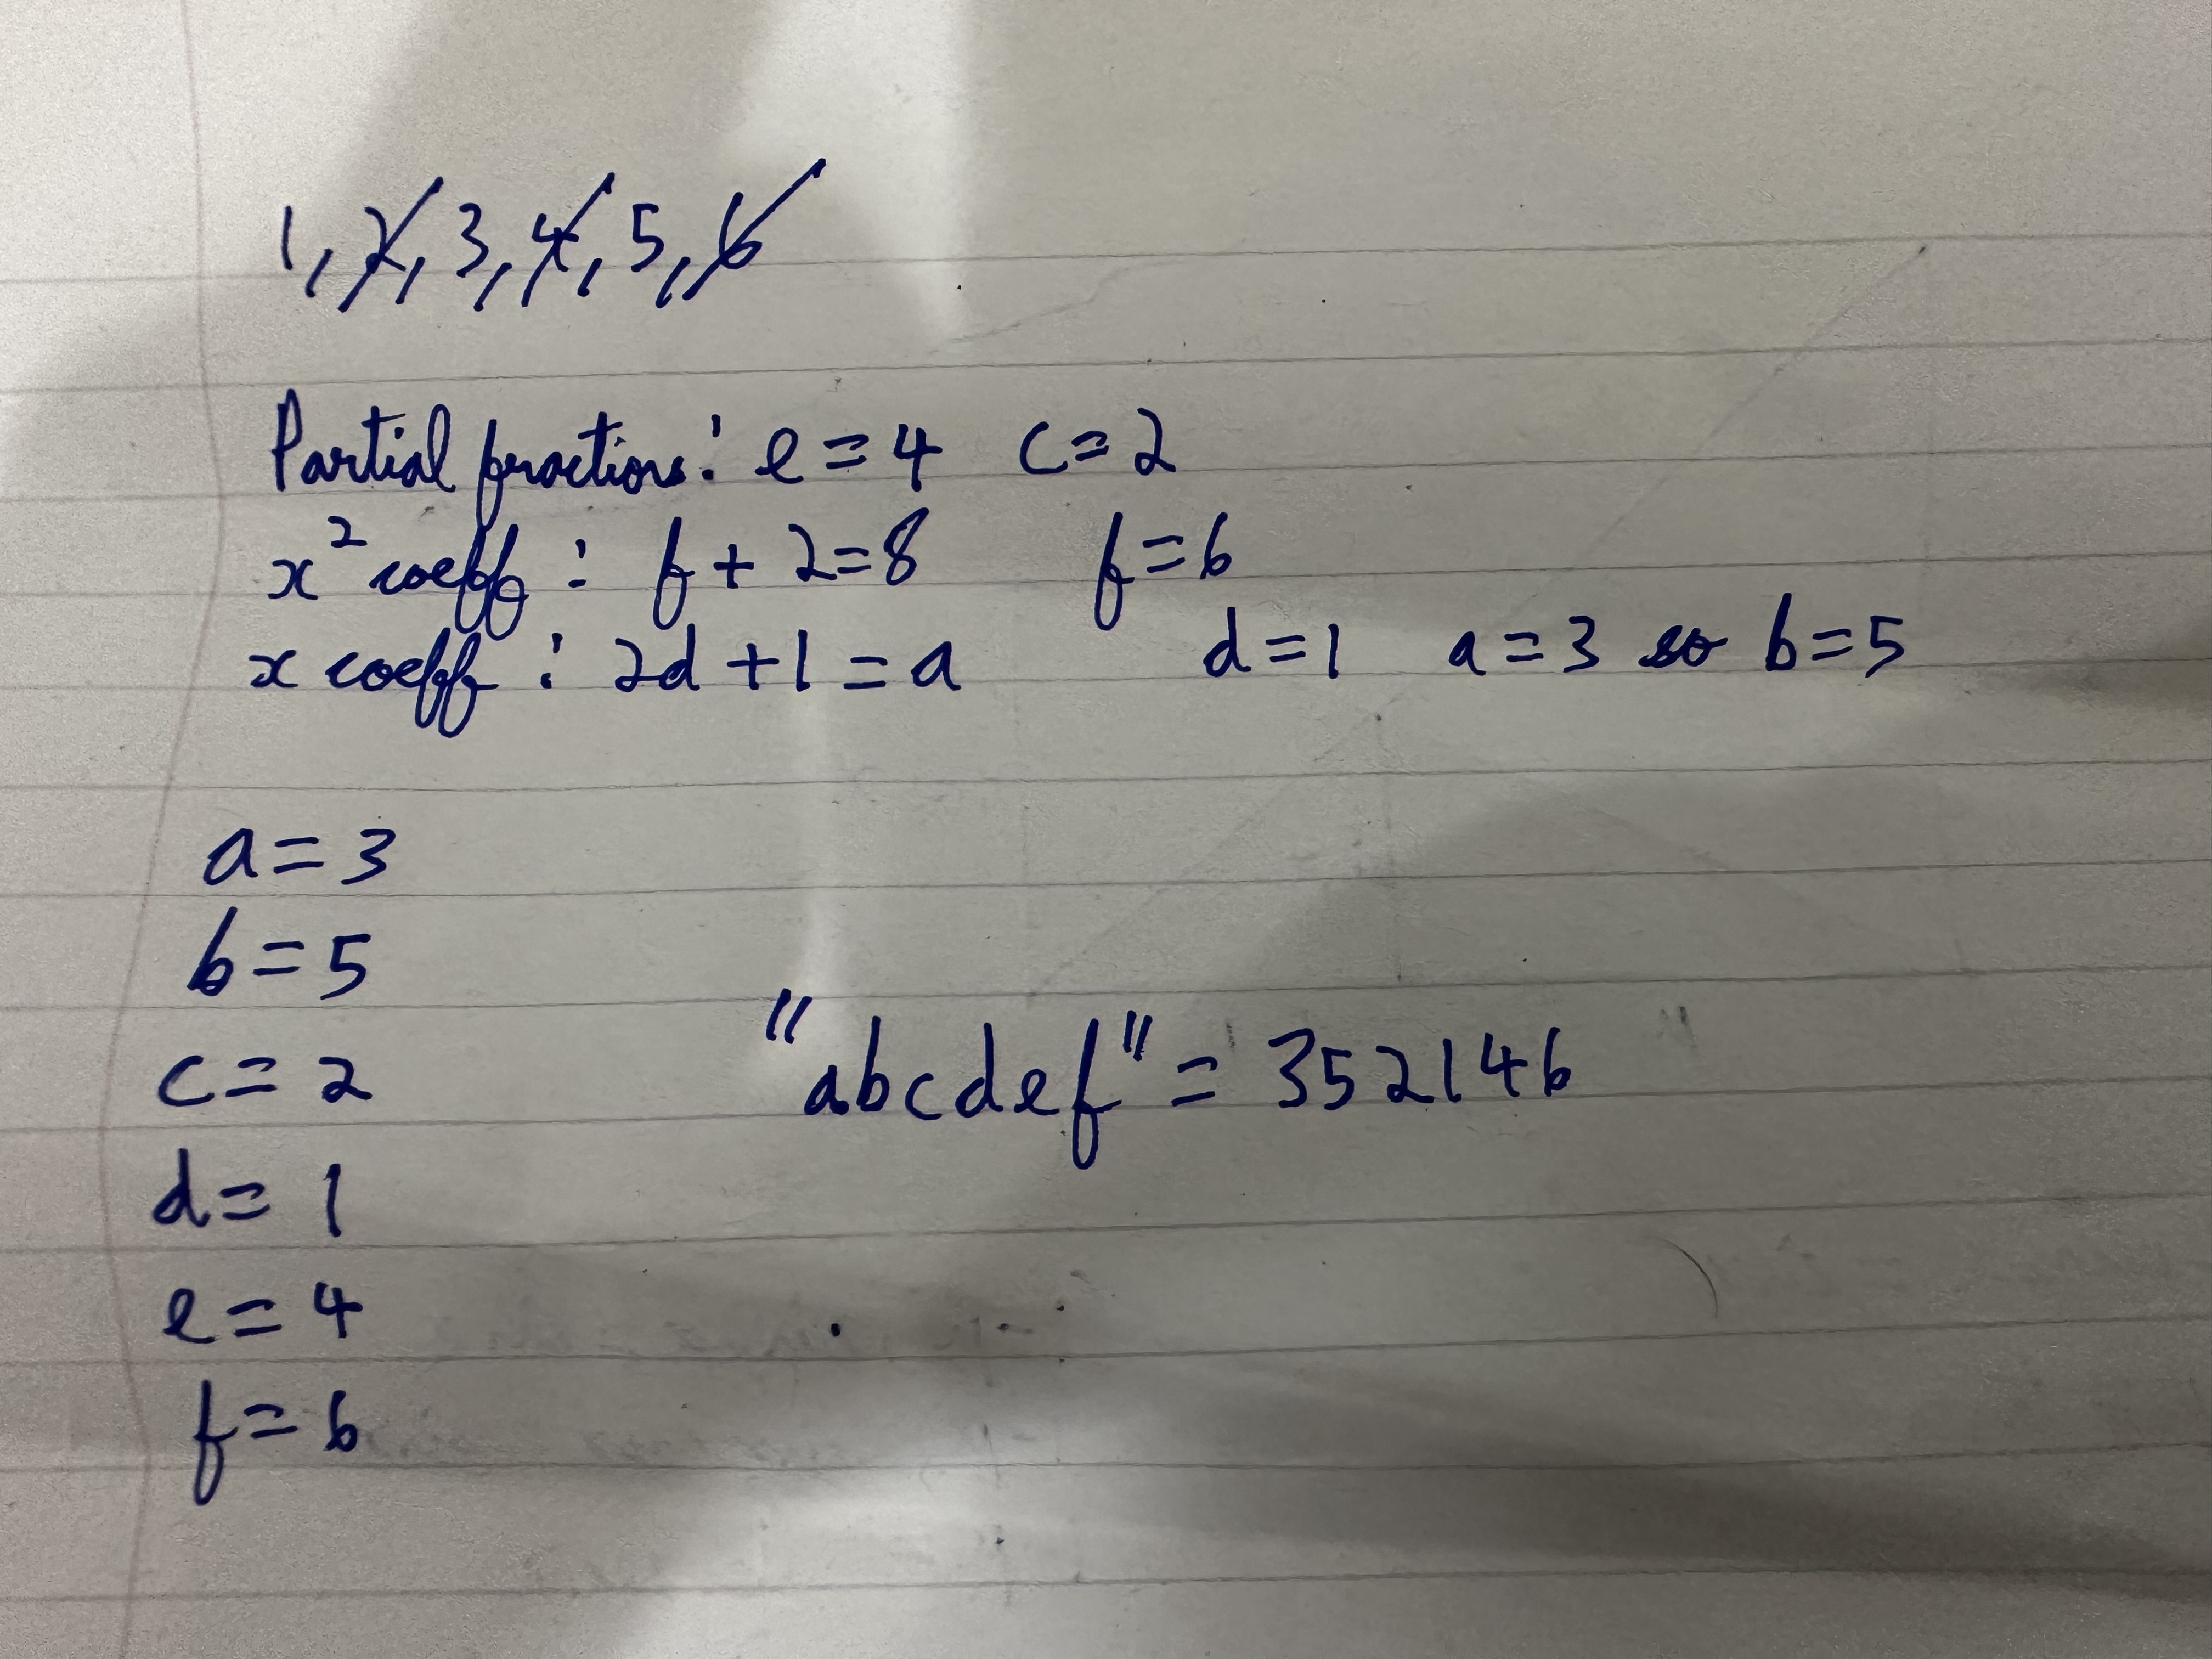 1, 2, 3, 4, 5, 6
Partial fractions: e = 4 c = 2
x² coeff : f + 2 = 8 f = 6
x coeff : 2d + 1 = a d = 1 a = 3 so b = 5
a = 3
b = 5
c = 2
"abcdef" = 352146
d = 1
e = 4
f = 6